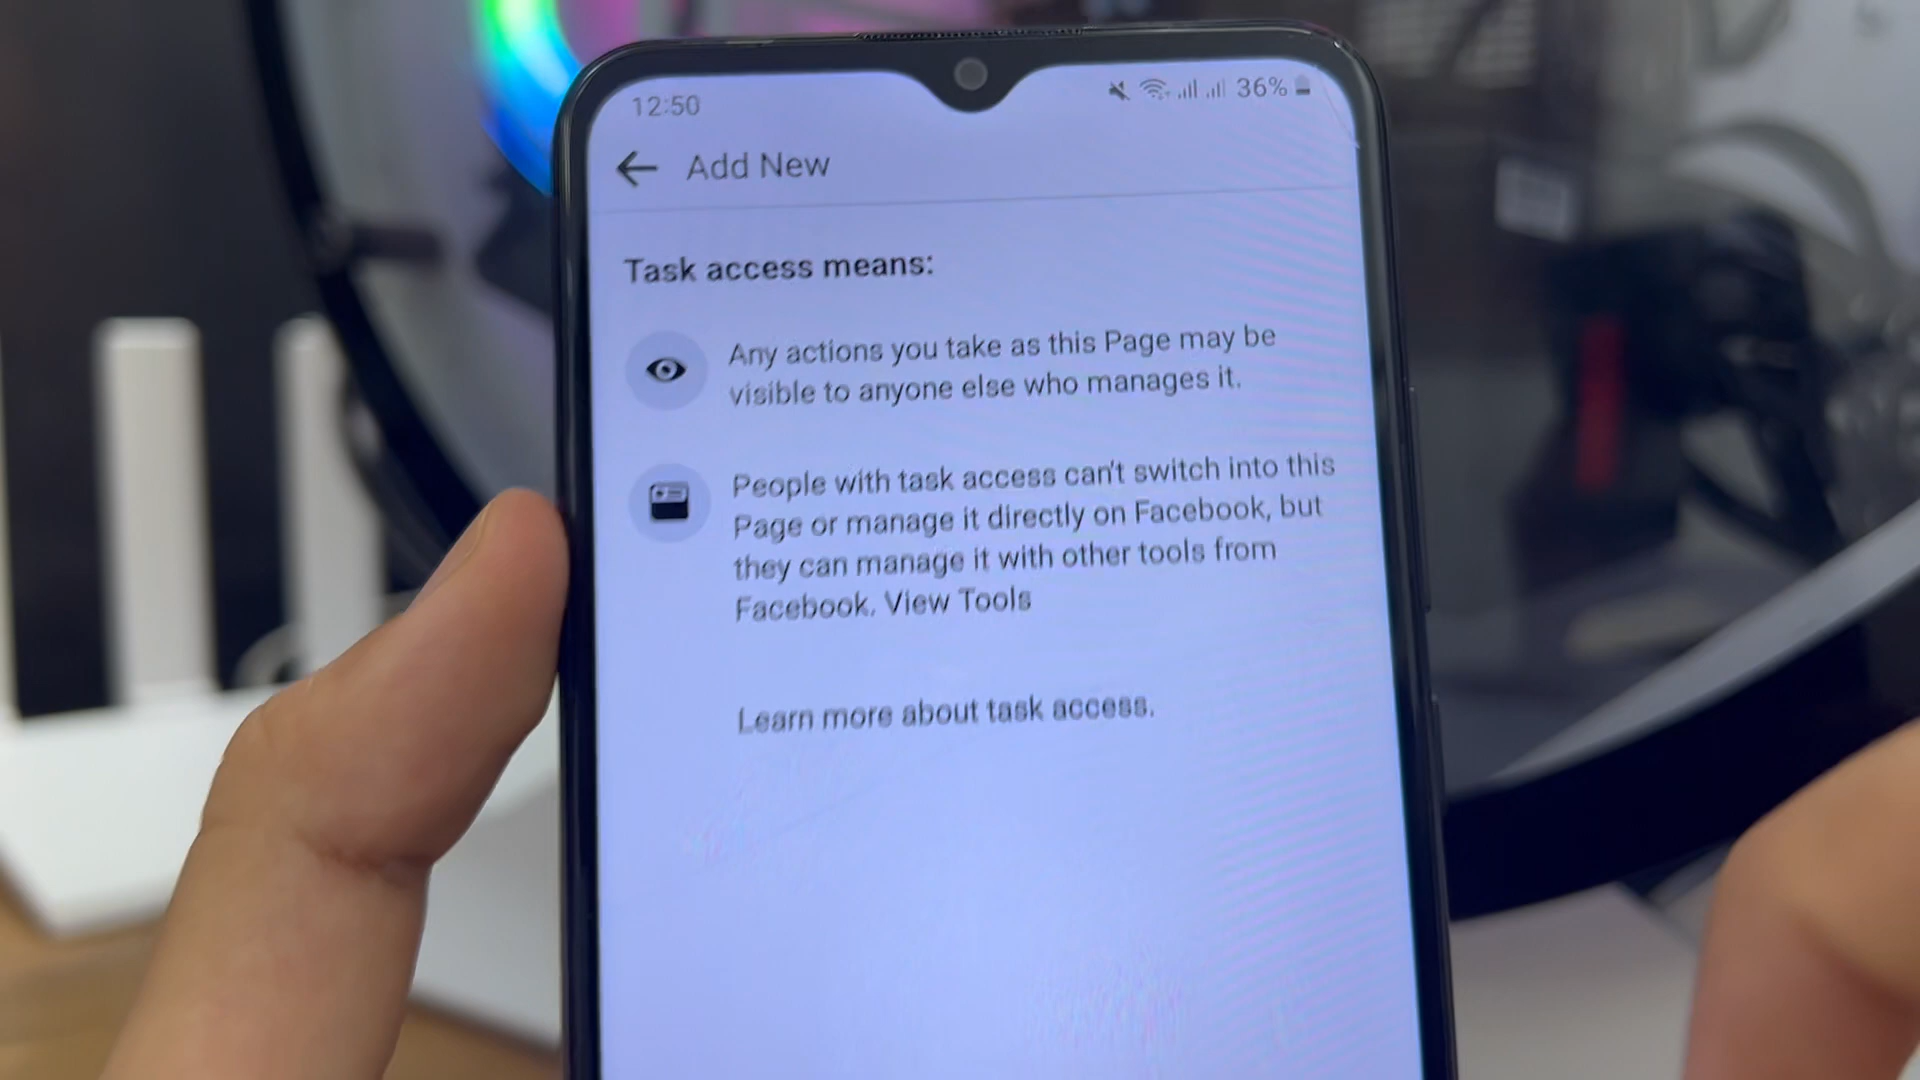 12:50
36%
Add New
Task access means:
Any actions you take as this Page may be
visible to anyone else who manages it.
People with task access can't switch into this
Page or manage it directly on Facebook, but
they can manage it with other tools from
Facebook. View Tools
Learn more about task access.